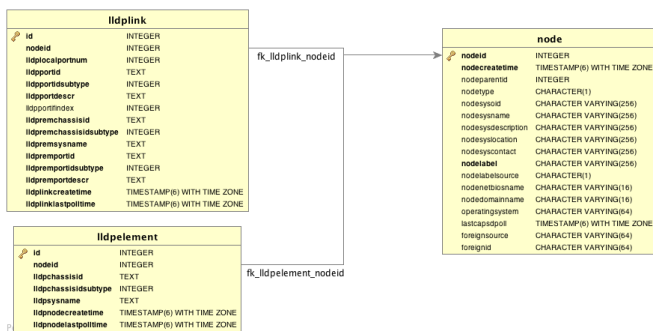 lldplink
id INTEGER
nodeid INTEGER
lldplocalportnum INTEGER
lldpportid TEXT
lldpportidsubtype INTEGER
lldpportdescr TEXT
lldpportifindex INTEGER
lldpremchassisid TEXT
lldpremchassisidsubtype INTEGER
lldpremsysname TEXT
lldpremportid TEXT
lldpremportidsubtype INTEGER
lldpremportdescr TEXT
lldplinkcreatetime TIMESTAMP(6) WITH TIME ZONE
lldplinklastpolltime TIMESTAMP(6) WITH TIME ZONE
fk_lldplink_nodeid
node
nodeid INTEGER
nodecreatetime TIMESTAMP(6) WITH TIME ZONE
nodeparentid INTEGER
nodetype CHARACTER(1)
nodesysoid CHARACTER VARYING(256)
nodesysname CHARACTER VARYING(256)
nodesysdescription CHARACTER VARYING(256)
nodesyslocation CHARACTER VARYING(256)
nodesyscontact CHARACTER VARYING(256)
nodelabel CHARACTER VARYING(256)
nodelabelsource CHARACTER(1)
nodenetbiosname CHARACTER VARYING(16)
nodedomainname CHARACTER VARYING(16)
operatingsystem CHARACTER VARYING(64)
lastcapsdpoll TIMESTAMP(6) WITH TIME ZONE
foreignsource CHARACTER VARYING(64)
foreignid CHARACTER VARYING(64)
lldpelement
id INTEGER
nodeid INTEGER
lldpchassisid TEXT
lldpchassisidsubtype INTEGER
lldpsysname TEXT
lldpnodecreatetime TIMESTAMP(6) WITH TIME ZONE
lldpnodelastpolltime TIMESTAMP(6) WITH TIME ZONE
fk_lldpelement_nodeid